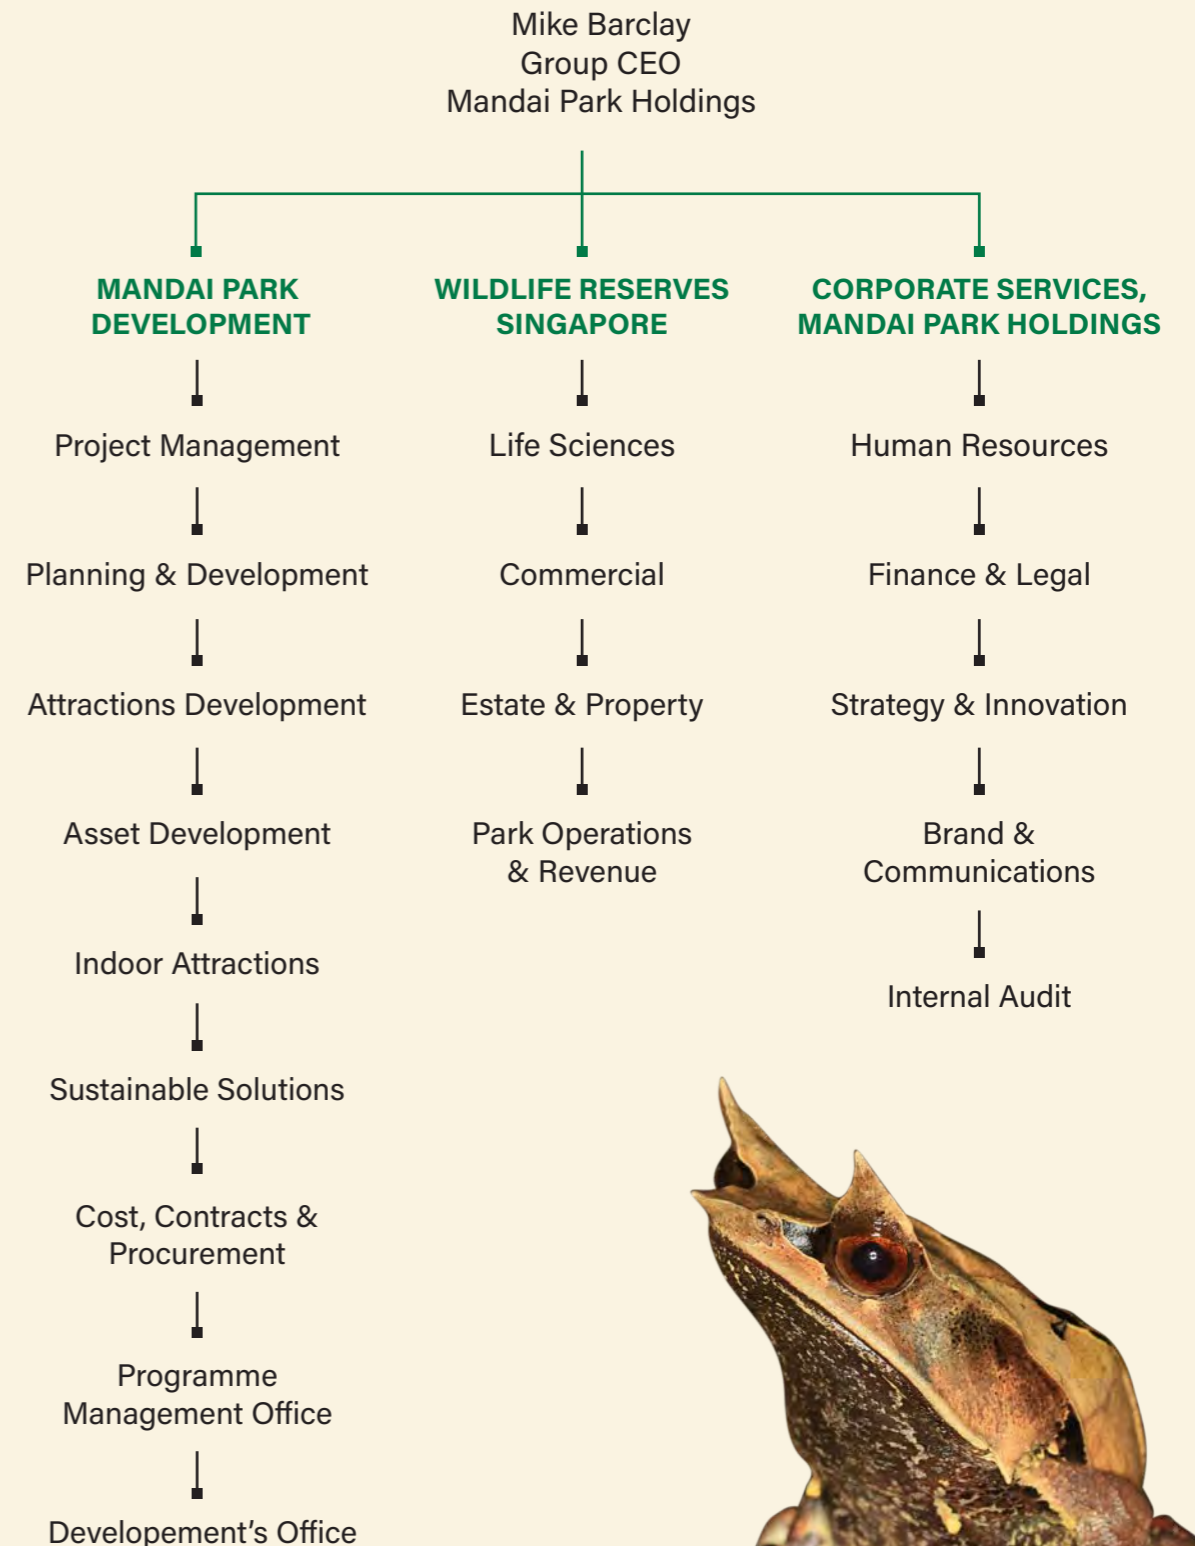 Mike Barclay
Group CEO
Mandai Park Holdings
MANDAI PARK
DEVELOPMENT
Project Management
Planning & Development
Attractions Development
Asset Development
Indoor Attractions
Sustainable Solutions
Cost, Contracts &
Procurement
Programme
Management Office
Developement's Office
WILDLIFE RESERVES
SINGAPORE
Life Sciences
Commercial
Estate & Property
Park Operations
& Revenue
CORPORATE SERVICES,
MANDAI PARK HOLDINGS
Human Resources
Finance & Legal
Strategy & Innovation
Brand &
Communications
Internal Audit